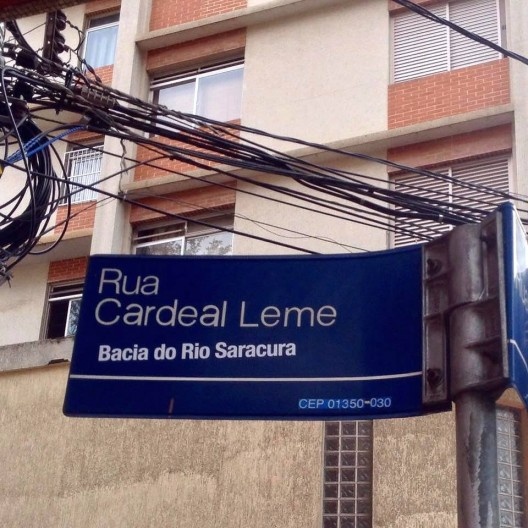 Rua
Cardeal Leme
Bacia do Rio Saracura
CEP 01350-030